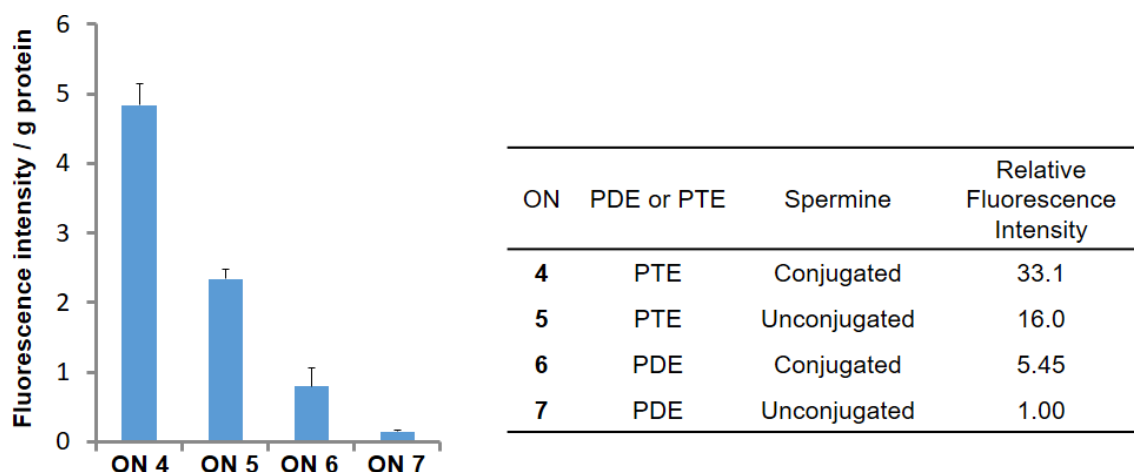 Fluorescence intensity / g protein
6
5
4
3
2
1
0
ON 4 ON 5 ON 6 ON 7
ON PDE or PTE Spermine Relative Fluorescence Intensity
4 PTE Conjugated 33.1
5 PTE Unconjugated 16.0
6 PDE Conjugated 5.45
7 PDE Unconjugated 1.00